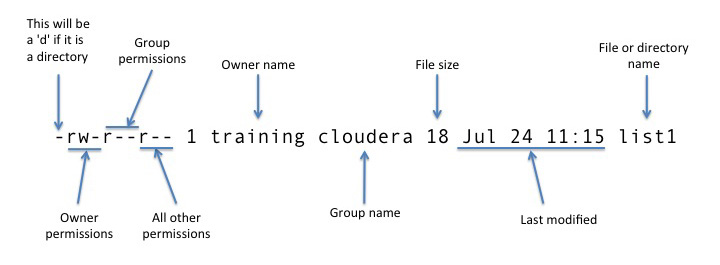 This will be
a 'd' if it is
a directory
Group
permissions
Owner name
File size
File or directory
name
-rw-r--r-- 1 training cloudera 18 Jul 24 11:15 list1
Owner
permissions
All other
permissions
Group name
Last modified